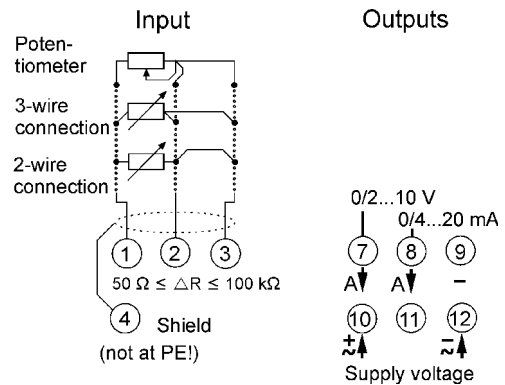 Input
Outputs
Poten-
tiometer
3-wire
connection
2-wire
connection
0/2...10 V
0/4...20 mA
1 2 3
7 8 9
50 Ω ≤ △R ≤ 100 kΩ
A A –
4
Shield
10 11 12
(not at PE!)
+ –
≂ ≂
Supply voltage